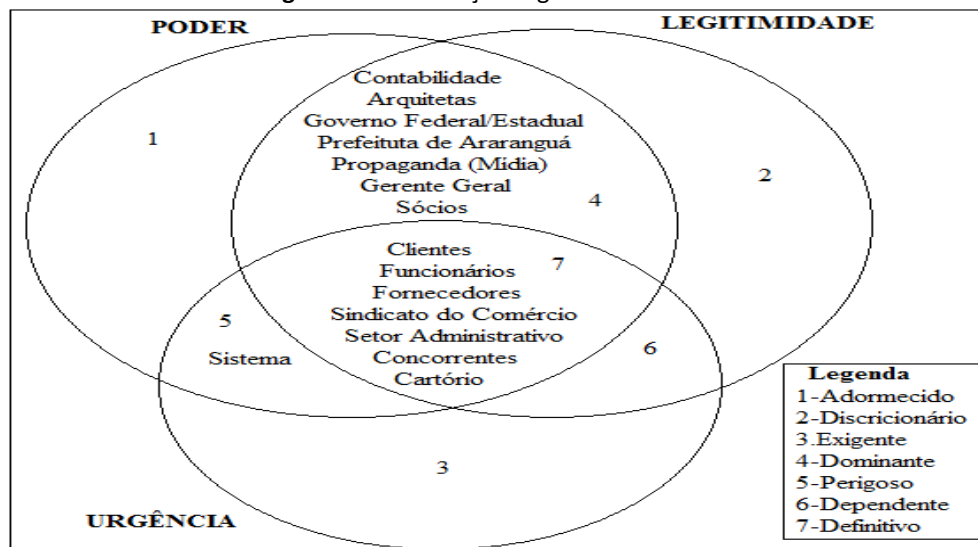 PODER
LEGITIMIDADE
Contabilidade
Arquitetas
Governo Federal/Estadual
1
Prefeituta de Araranguá
Propaganda (Mídia)
2
Gerente Geral
4
Sócios
Clientes
7
Funcionários
Fornecedores
5
Sindicato do Comércio
Setor Administrativo
6
Sistema
Concorrentes
Cartório
Legenda
1-Adormecido
2-Discricionário
3.Exigente
4-Dominante
5-Perigoso
6-Dependente
7-Definitivo
3
URGÊNCIA